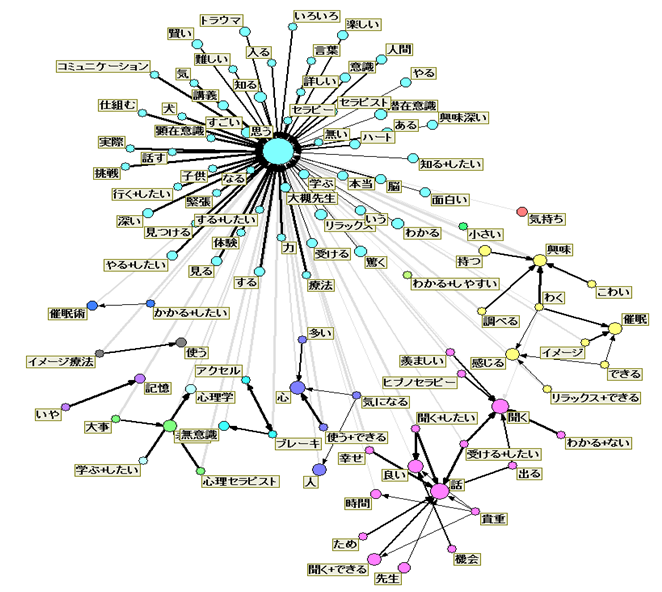 トラウマ
いろいろ
賢い
楽しい
入る
言葉
人間
難しい
コミュニケーション
意識
気
知る
詳しい
やる
講義
セラピスト
仕組む
犬
セラピー
潜在意識
すごい
思う
ある
興味深い
顕在意識
無い
ハート
実際
話す
知る+したい
挑戦
子供
なる
学ぶ
本当
脳
行く+したい
緊張
大槻先生
面白い
深い
する+したい
リラックス
いう
気持ち
見つける
体験
力
わかる
小さい
やる+したい
見る
受ける
驚く
持つ
興味
する
療法
わかる+しやすい
こわい
わく
催眠術
かかる+したい
調べる
催眠
多い
イメージ療法
使う
羨ましい
感じる
イメージ
できる
アクセル
ヒプノセラピー
記憶
心理学
心
リラックス+できる
いや
気になる
聞く+したい
聞く
大事
無意識
ブレーキ
使う+できる
わかる+ない
幸せ
受ける+したい
学ぶ+したい
心理セラピスト
人
良い
話
出る
時間
貴重
ため
機会
聞く+できる
先生